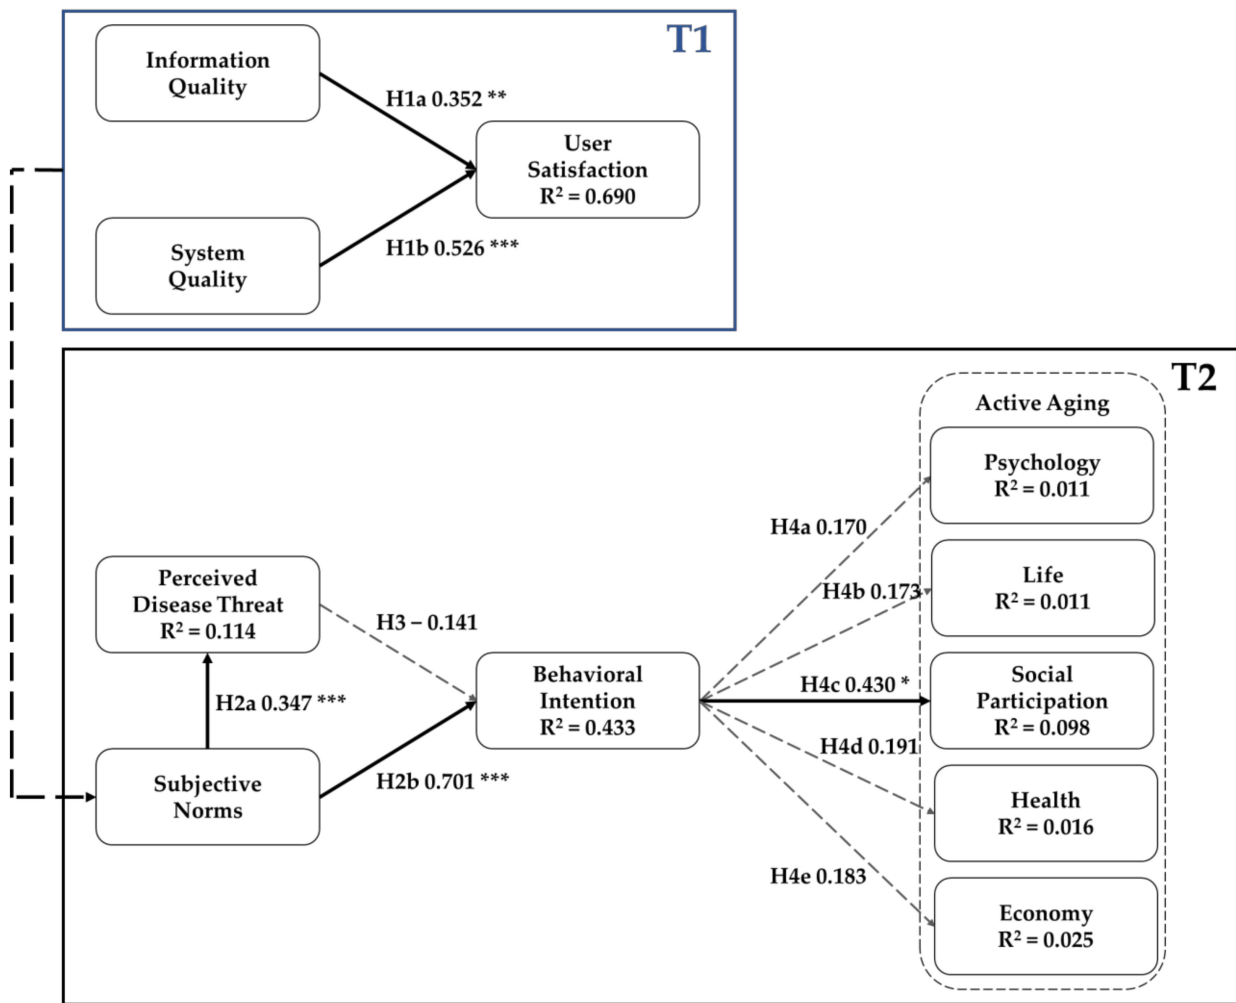 T1
Information
Quality
H1a 0.352 **
User
Satisfaction
R² = 0.690
System
Quality
H1b 0.526 ***
T2
Active Aging
Psychology
R² = 0.011
H4a 0.170
Life
R² = 0.011
H4b 0.173
Perceived
Disease Threat
R² = 0.114
H3 − 0.141
Behavioral
Intention
R² = 0.433
H4c 0.430 *
Social
Participation
R² = 0.098
H2a 0.347 ***
H4d 0.191
Subjective
Norms
H2b 0.701 ***
Health
R² = 0.016
H4e 0.183
Economy
R² = 0.025